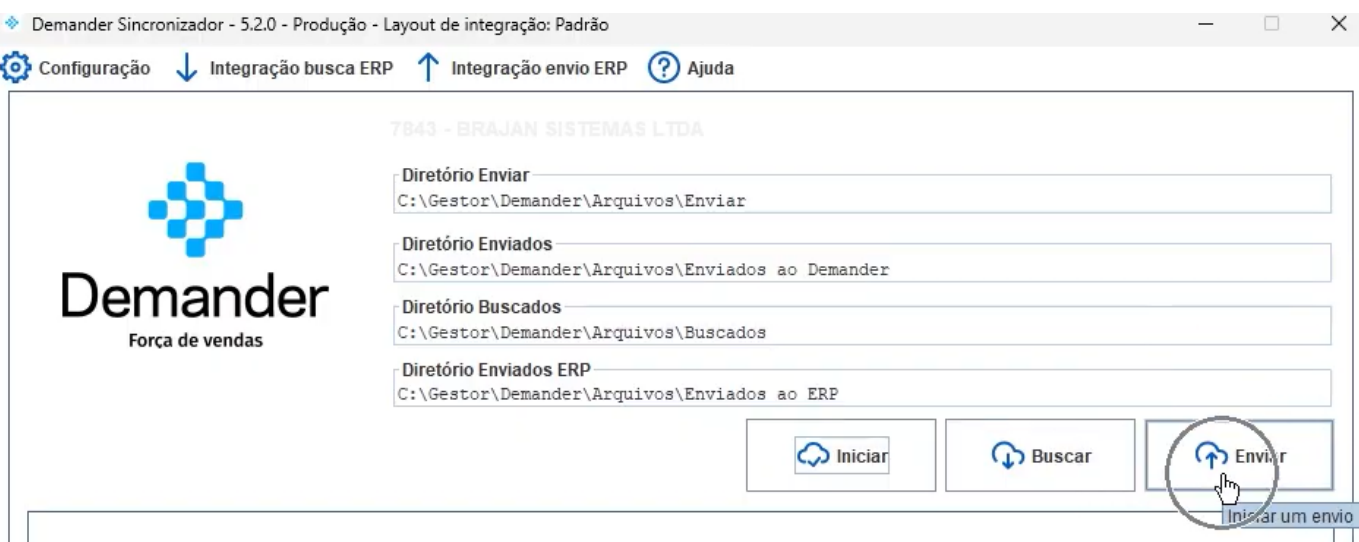 Demander Sincronizador - 5.2.0 - Produção - Layout de integração: Padrão
Configuração Integração busca ERP Integração envio ERP Ajuda
7843 - BRAJAN SISTEMAS LTDA
Demander
Força de vendas
Diretório Enviar
C:\Gestor\Demander\Arquivos\Enviar
Diretório Enviados
C:\Gestor\Demander\Arquivos\Enviados ao Demander
Diretório Buscados
C:\Gestor\Demander\Arquivos\Buscados
Diretório Enviados ERP
C:\Gestor\Demander\Arquivos\Enviados ao ERP
Iniciar Buscar Enviar
Iniciar um envio